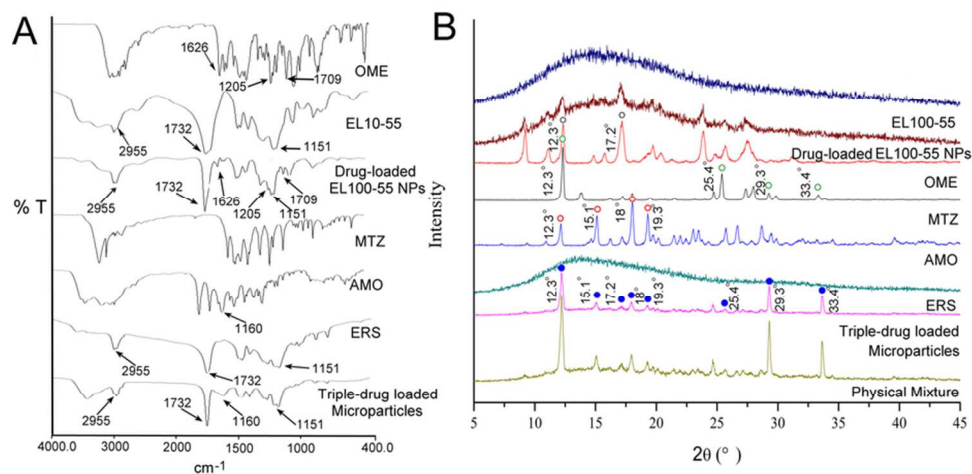 A
1626
OME
1205
1709
EL10-55
1732
2955
1151
Drug-loaded
EL100-55 NPs
% T
2955
1732
1626
1205
1151
1709
MTZ
AMO
1160
ERS
2955
1732
1151
Triple-drug loaded
Microparticles
2955
1732
1160
1151
4000.0
3000
2000
1000
400.0
cm-1
B
Intensity
EL100-55
12.3°
17.2°
Drug-loaded EL100-55 NPs
12.3°
25.4°
29.3°
33.4°
OME
MTZ
12.3°
15.1°
18°
19.3°
AMO
12.3°
15.1°
17.2°
18°
19.3°
25.4°
29.3°
33.4°
ERS
Triple-drug loaded
Microparticles
Physical Mixture
5
10
15
20
25
30
35
40
45
2θ (°)